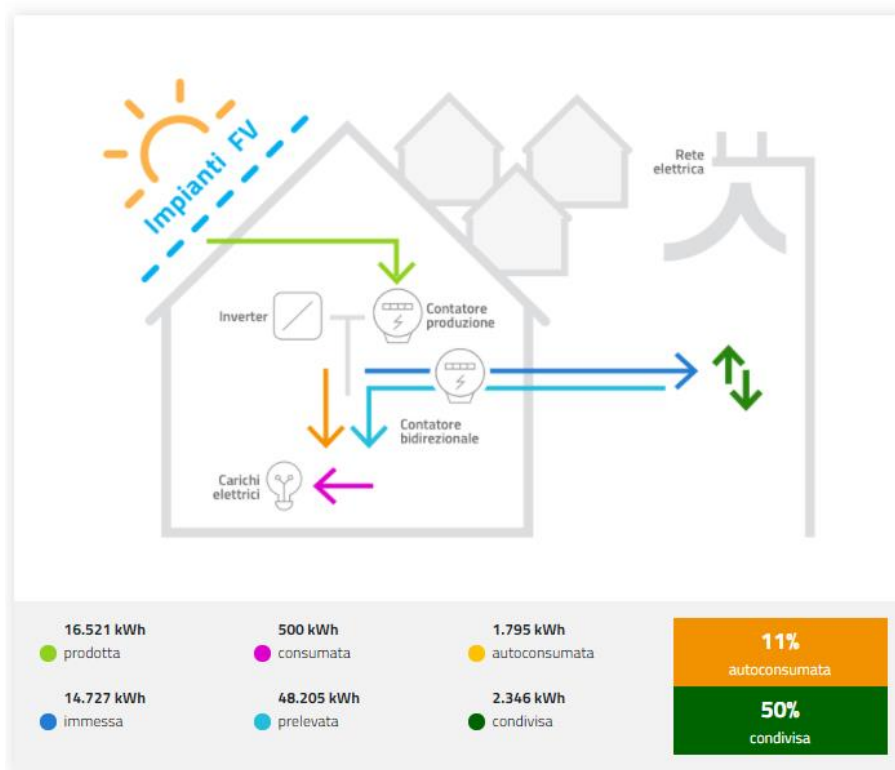 Impianti FV
Rete
elettrica
Inverter
Contatore
produzione
Contatore
bidirezionale
Carichi
elettrici
16.521 kWh
prodotta
500 kWh
consumata
1.795 kWh
autoconsumata
11%
autoconsumata
14.727 kWh
immessa
48.205 kWh
prelevata
2.346 kWh
condivisa
50%
condivisa